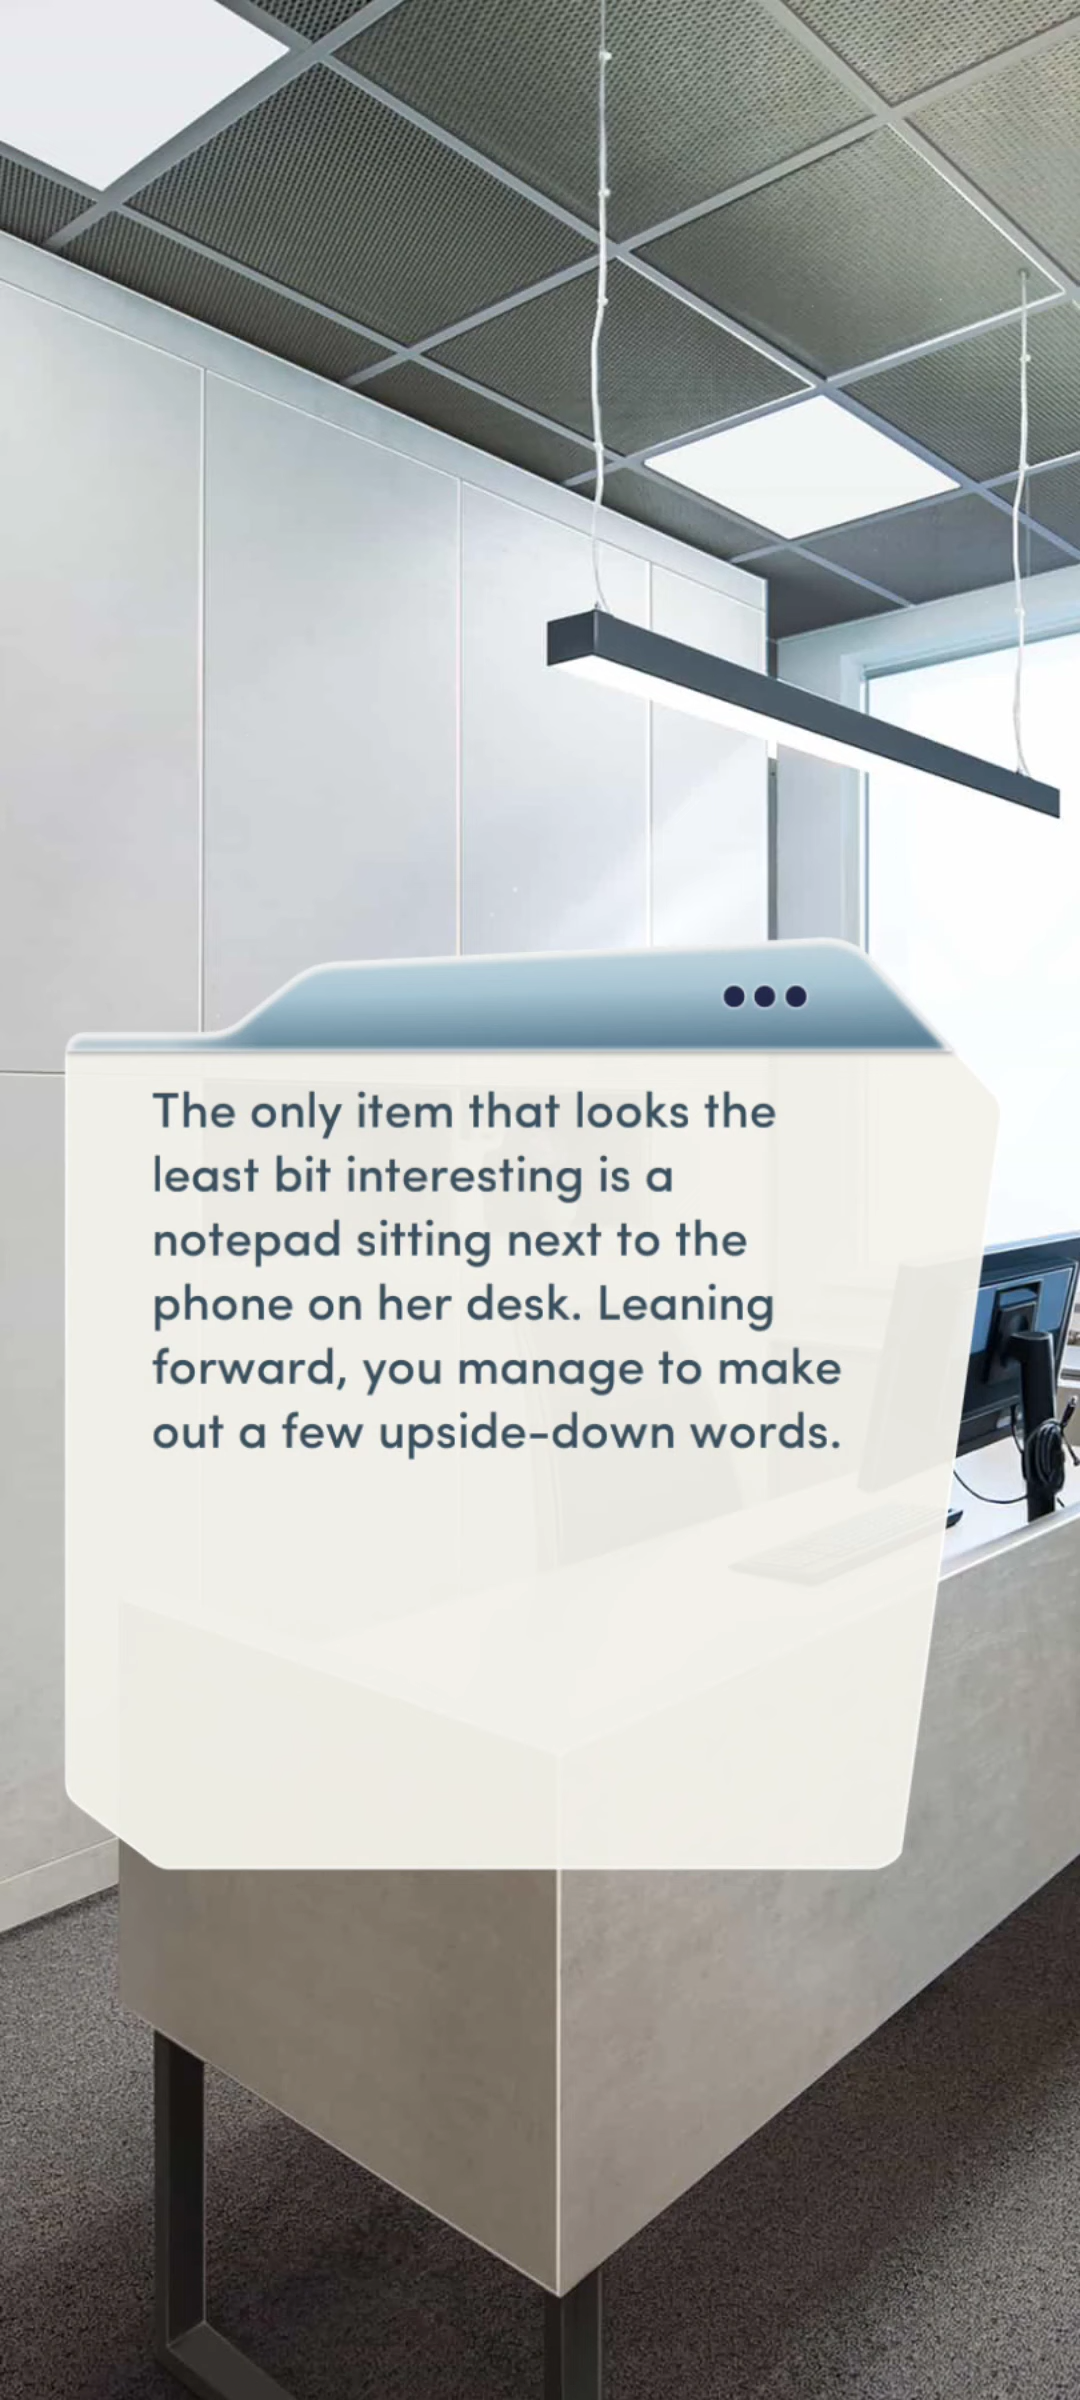 The only item that looks the
least bit interesting is a
notepad sitting next to the
phone on her desk. Leaning
forward, you manage to make
out a few upside-down words.